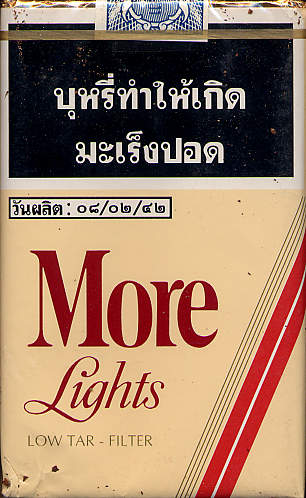 บุหรี่ทำให้เกิด
มะเร็งปอด
วันผลิต : ๐๘/๐๒/๔๒
More
Lights
LOW TAR - FILTER